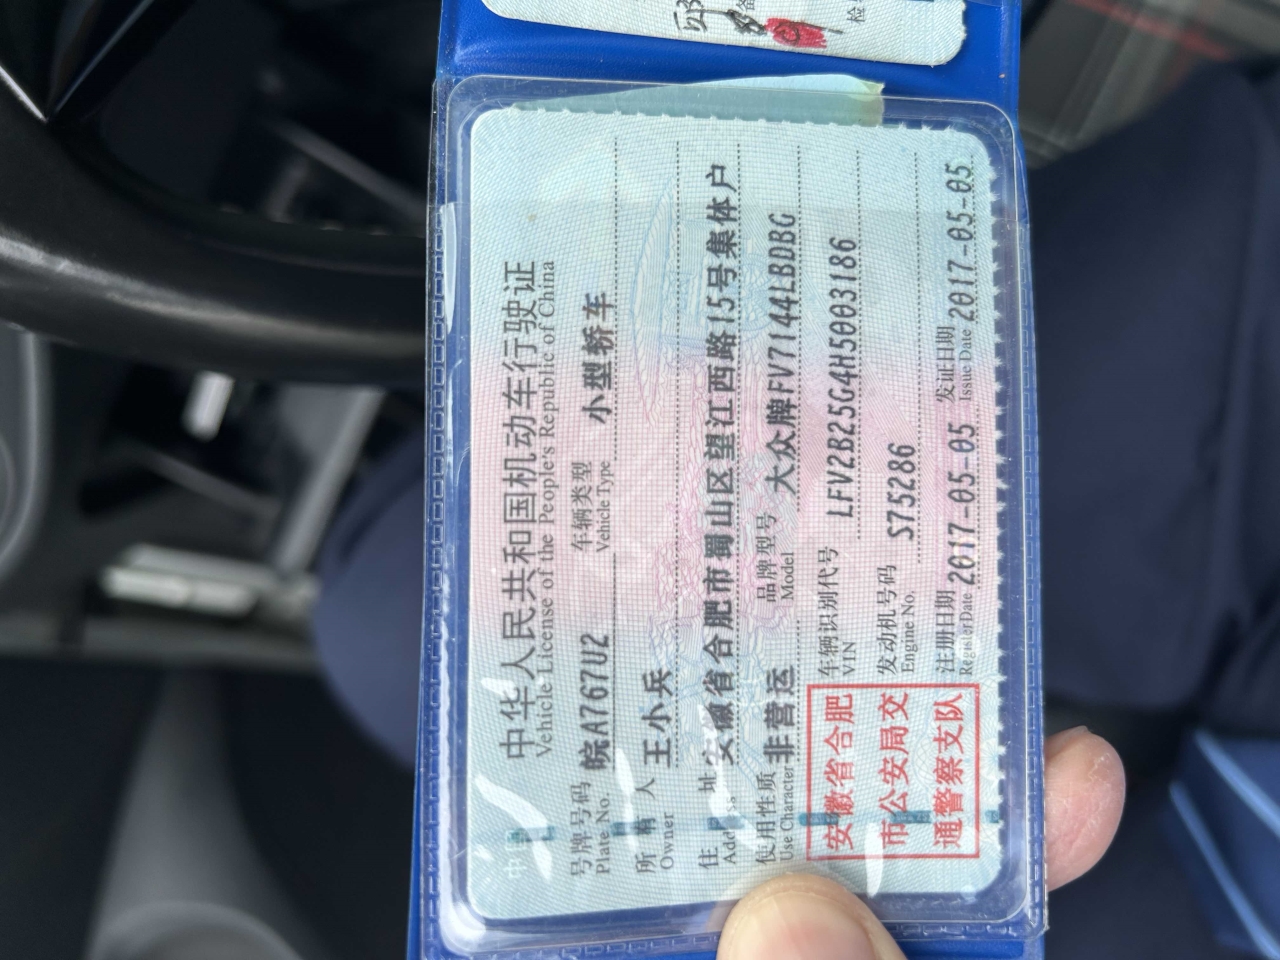 中华人民共和国机动车行驶证
Vehicle License of the People's Republic of China
号牌号码 皖A767U2 车辆类型 小型轿车
Plate No. Vehicle Type
所有人 王小兵
Owner
住址 安徽省合肥市蜀山区望江西路15号集体户
Address
使用性质 非营运 品牌型号 大众牌FV7144LBDBG
Use Character Model
安徽省合肥
市公安局交
通警察支队
车辆识别代号 LFV2B25G4H5003186
VIN
发动机号码 S75286
Engine No.
注册日期 2017-05-05 发证日期 2017-05-05
Register Date Issue Date